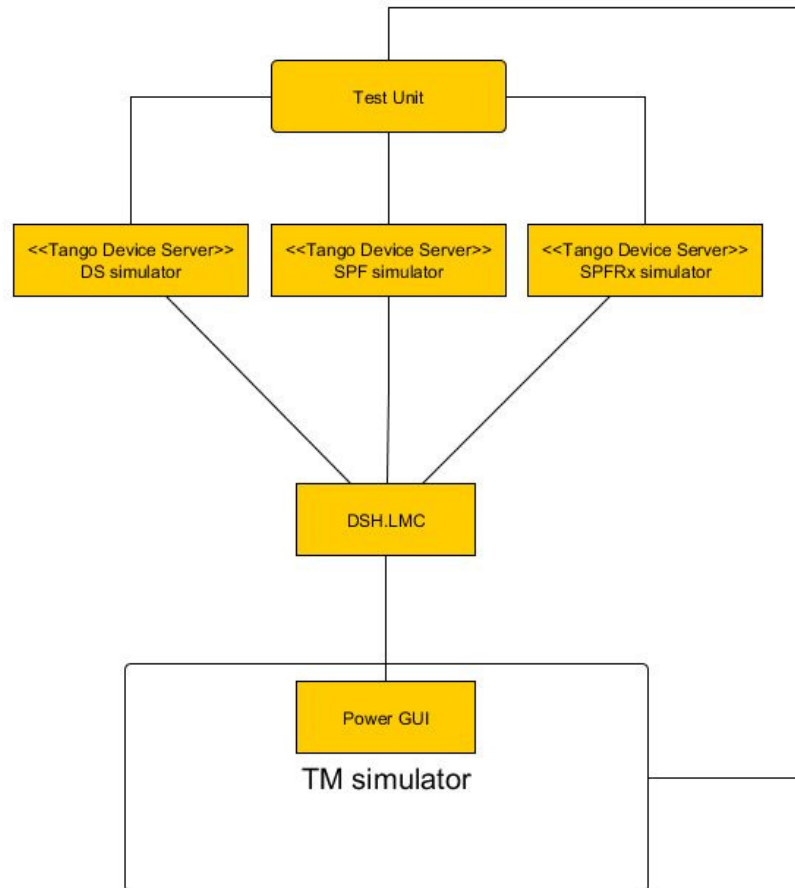 Test Unit
<<Tango Device Server>>
DS simulator
<<Tango Device Server>>
SPF simulator
<<Tango Device Server>>
SPFRx simulator
DSH.LMC
Power GUI
TM simulator